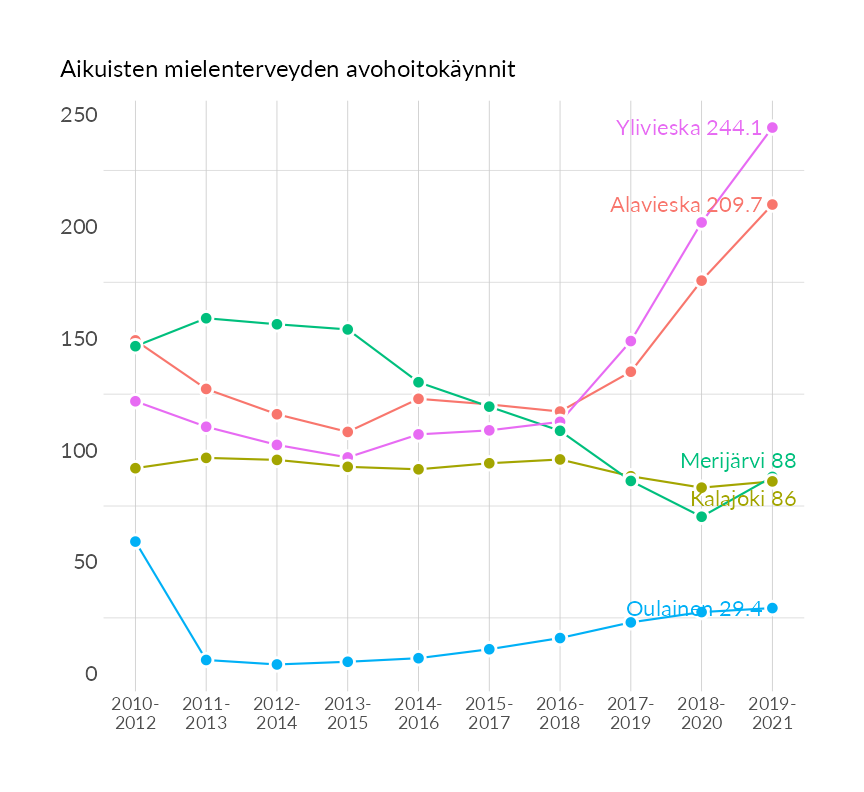 Aikuisten mielenterveyden avohoitokäynnit
250
Ylivieska 244.1
Alavieska 209.7
200
150
100
Merijärvi 88
Kalajoki 86
50
Oulainen 29.4
0
2010- 2011- 2012- 2013- 2014- 2015- 2016- 2017- 2018- 2019-
2012 2013 2014 2015 2016 2017 2018 2019 2020 2021